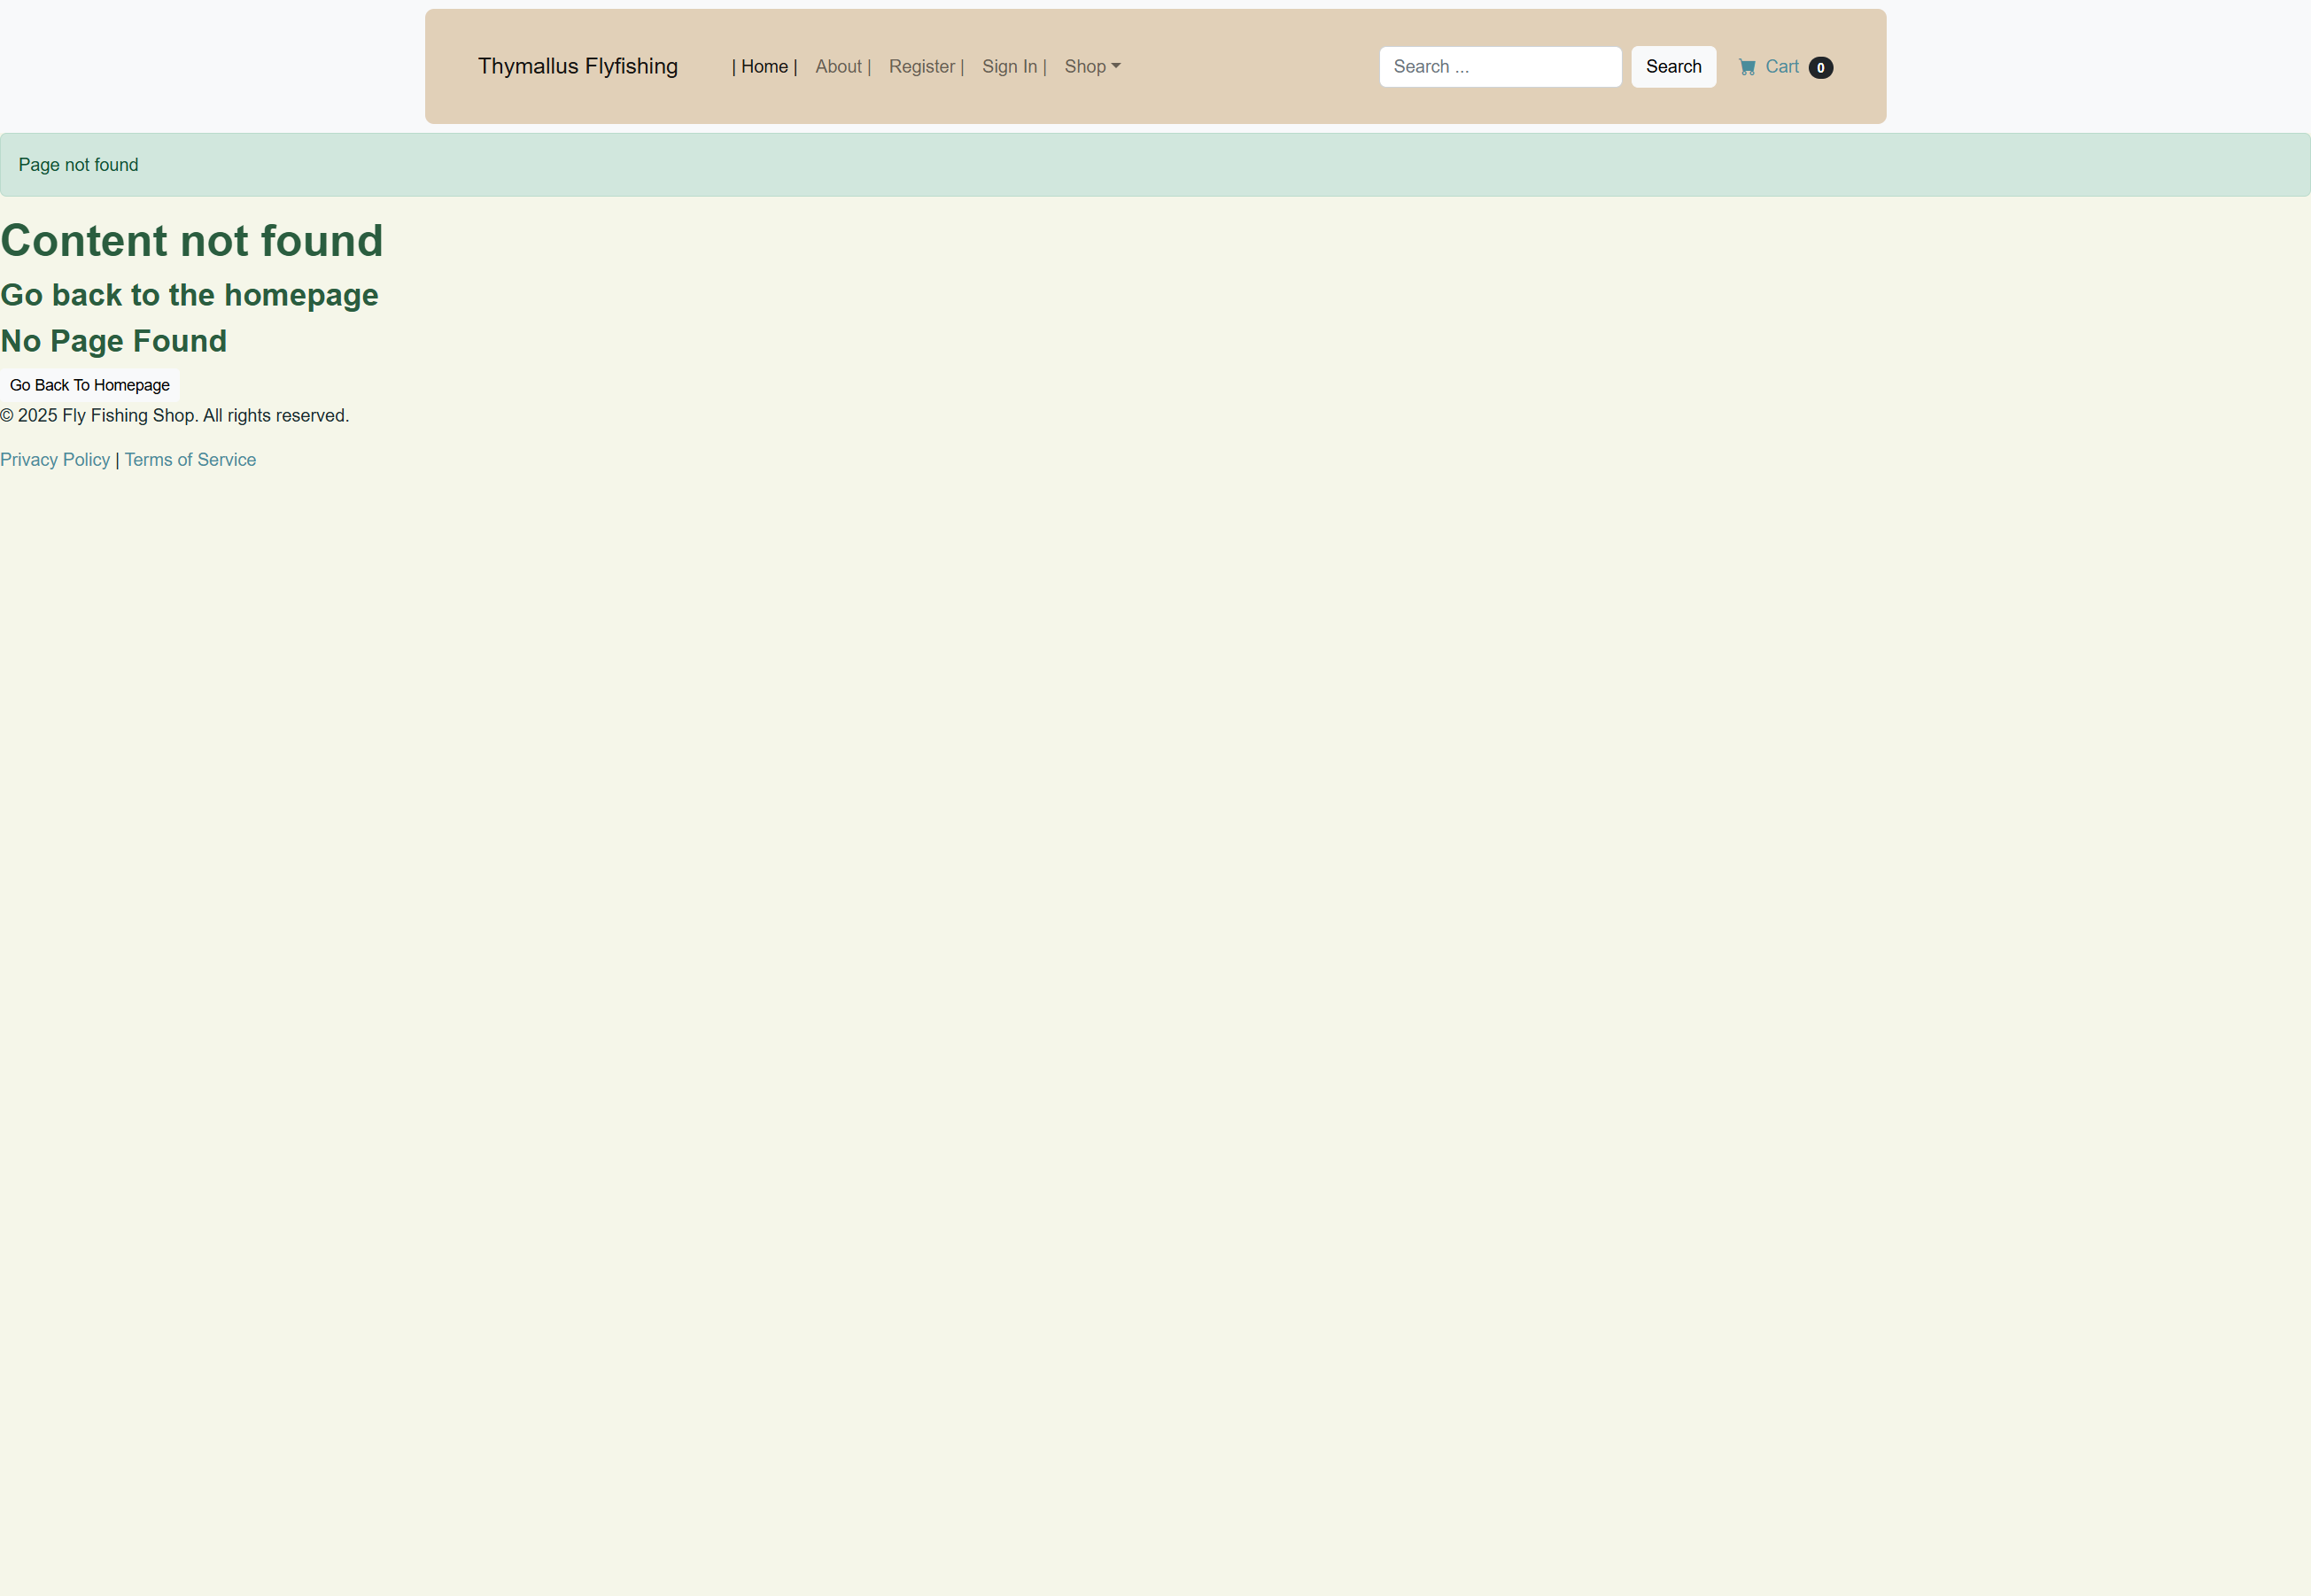 Thymallus Flyfishing | Home | About | Register | Sign In | Shop Search ... Search Cart 0
Page not found
Content not found
Go back to the homepage
No Page Found
Go Back To Homepage
© 2025 Fly Fishing Shop. All rights reserved.
Privacy Policy | Terms of Service